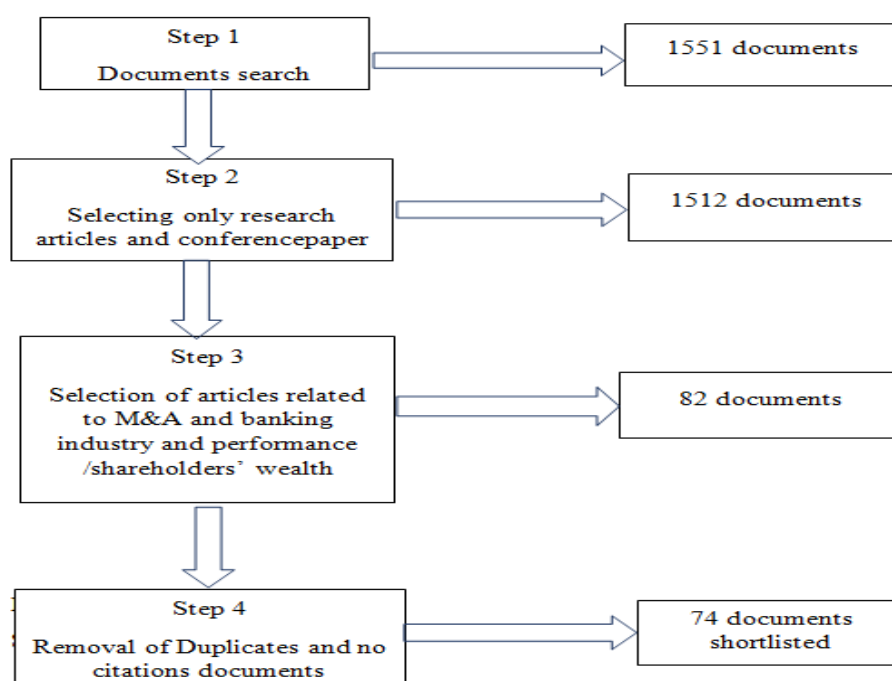 Step 1
Documents search
1551 documents
Step 2
Selecting only research
articles and conferencepaper
1512 documents
Step 3
Selection of articles related
to M&A and banking
industry and performance
/shareholders’ wealth
82 documents
Step 4
Removal of Duplicates and no
citations documents
74 documents
shortlisted